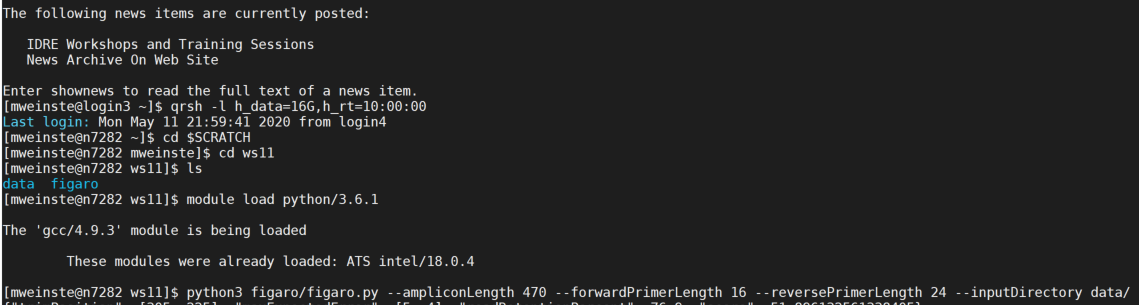 The following news items are currently posted:
IDRE Workshops and Training Sessions
News Archive On Web Site
Enter shownews to read the full text of a news item.
[mweinste@login3 ~]$ qrsh -l h_data=16G,h_rt=10:00:00
Last login: Mon May 11 21:59:41 2020 from login4
[mweinste@n7282 ~]$ cd $SCRATCH
[mweinste@n7282 mweinste]$ cd ws11
[mweinste@n7282 ws11]$ ls
data  figaro
[mweinste@n7282 ws11]$ module load python/3.6.1
The 'gcc/4.9.3' module is being loaded
These modules were already loaded: ATS intel/18.0.4
[mweinste@n7282 ws11]$ python3 figaro/figaro.py --ampliconLength 470 --forwardPrimerLength 16 --reversePrimerLength 24 --inputDirectory data/